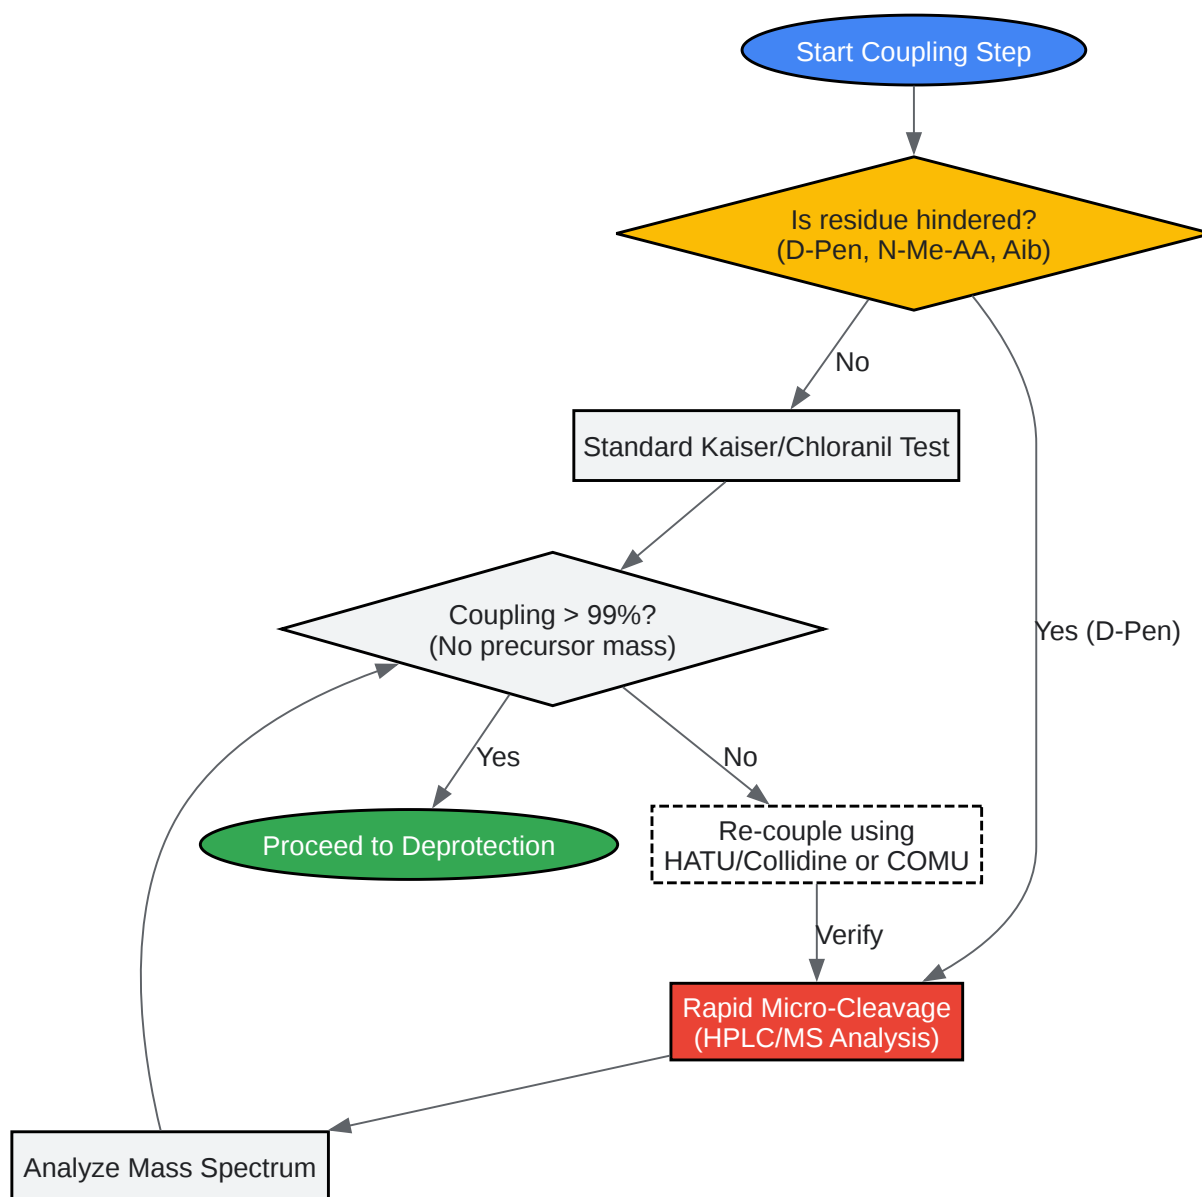 Start Coupling Step
Is residue hindered?
(D-Pen, N-Me-AA, Aib)
No
Standard Kaiser/Chloranil Test
Coupling > 99%?
(No precursor mass)
Yes (D-Pen)
Yes
No
Re-couple using
HATU/Collidine or COMU
Proceed to Deprotection
Verify
Rapid Micro-Cleavage
(HPLC/MS Analysis)
Analyze Mass Spectrum